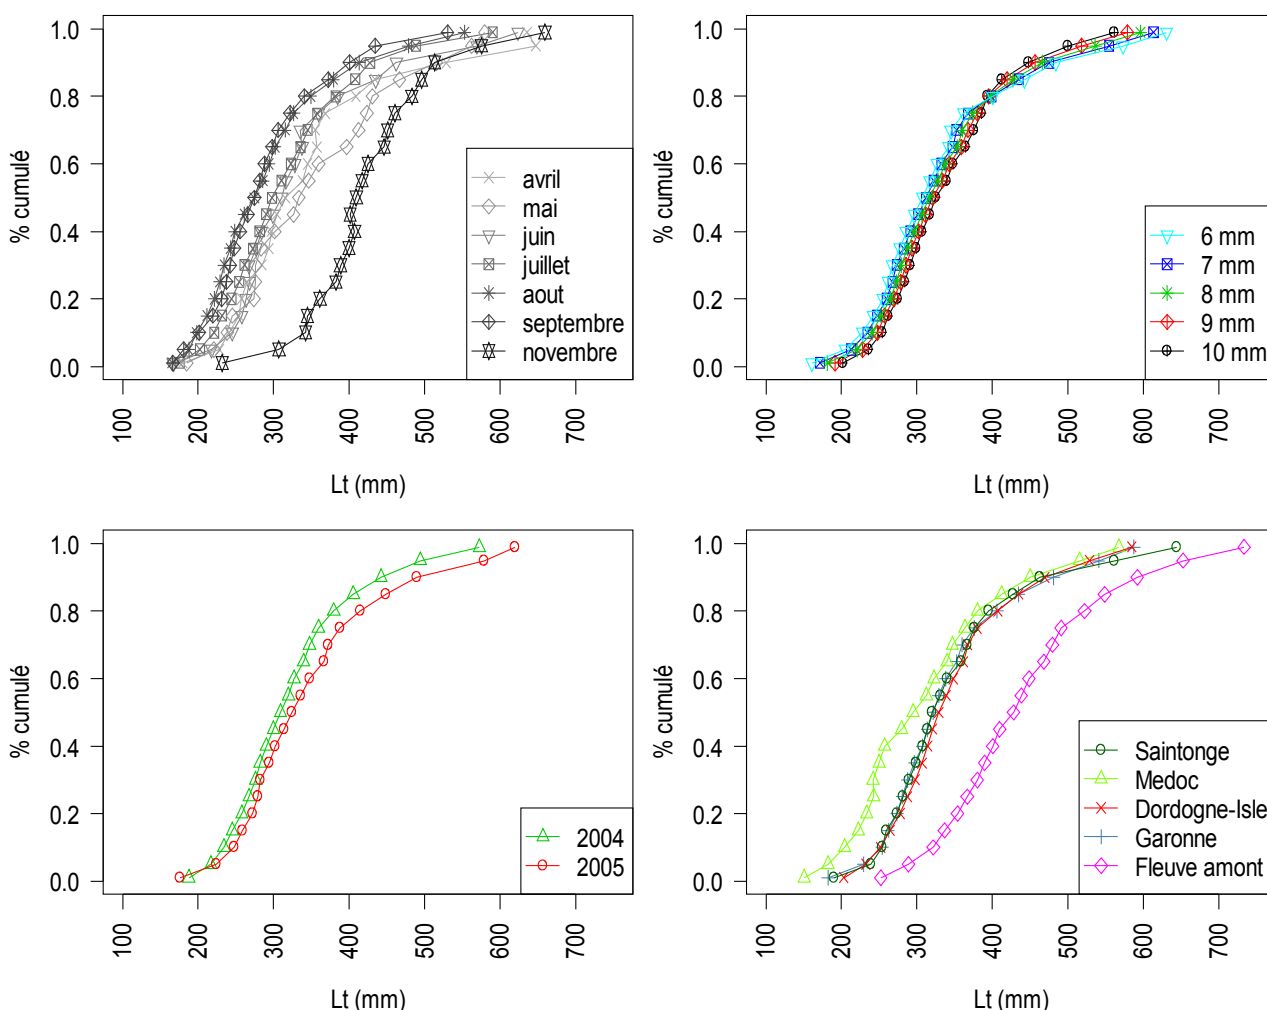 % cumulé
1.0
0.8
0.6
0.4
0.2
0.0
avril
mai
juin
juillet
aout
septembre
novembre
100 200 300 400 500 600 700
Lt (mm)
% cumulé
1.0
0.8
0.6
0.4
0.2
0.0
6 mm
7 mm
8 mm
9 mm
10 mm
100 200 300 400 500 600 700
Lt (mm)
% cumulé
1.0
0.8
0.6
0.4
0.2
0.0
2004
2005
100 200 300 400 500 600 700
Lt (mm)
% cumulé
1.0
0.8
0.6
0.4
0.2
0.0
Saintonge
Medoc
Dordogne-Isle
Garonne
Fleuve amont
100 200 300 400 500 600 700
Lt (mm)